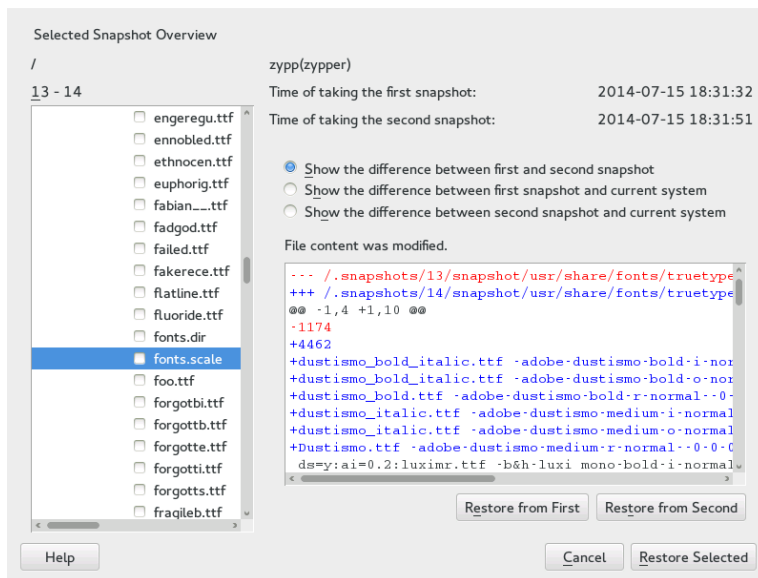 Selected Snapshot Overview
/
13 - 14
engeregu.ttf
ennobled.ttf
ethnocen.ttf
euphorig.ttf
fabian__.ttf
fadgod.ttf
failed.ttf
fakerece.ttf
flatline.ttf
fluoride.ttf
fonts.dir
fonts.scale
foo.ttf
forgotbi.ttf
forgottb.ttf
forgotte.ttf
forgotti.ttf
forgotts.ttf
fragileb.ttf
zypp(zypper)
Time of taking the first snapshot: 2014-07-15 18:31:32
Time of taking the second snapshot: 2014-07-15 18:31:51
Show the difference between first and second snapshot
Show the difference between first snapshot and current system
Show the difference between second snapshot and current system
File content was modified.
--- /.snapshots/13/snapshot/usr/share/fonts/truetype
+++ /.snapshots/14/snapshot/usr/share/fonts/truetype
@@ -1,4 +1,10 @@
-1174
+4462
+dustismo_bold_italic.ttf -adobe-dustismo-bold-i-nor
+dustismo_bold_italic.ttf -adobe-dustismo-bold-o-nor
+dustismo_bold.ttf -adobe-dustismo-bold-r-normal--0-
+dustismo_italic.ttf -adobe-dustismo-medium-i-normal
+dustismo_italic.ttf -adobe-dustismo-medium-o-normal
+Dustismo.ttf -adobe-dustismo-medium-r-normal--0-0-0
ds=y:ai=0.2:luximr.ttf -b&h-luxi mono-bold-i-normal
Restore from First Restore from Second
Help Cancel Restore Selected